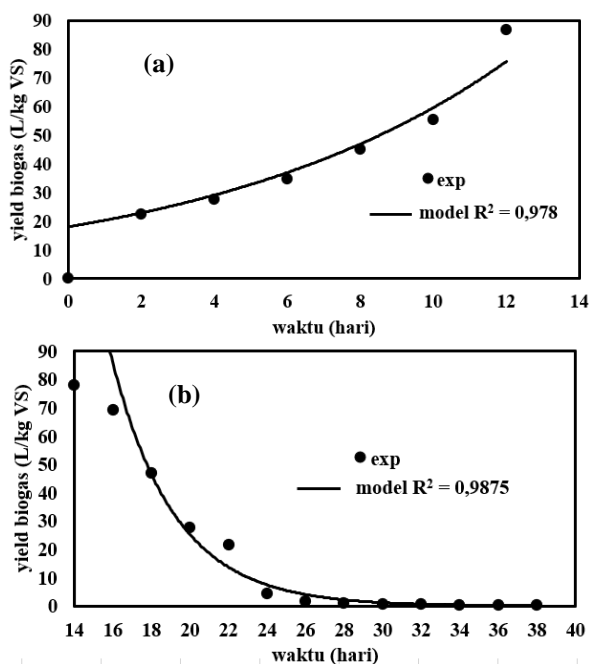 90
80
70
60
50
40
30
20
10
0
yield biogas (L/kg VS)
(a)
exp
model R² = 0,978
0 2 4 6 8 10 12 14
waktu (hari)
90
80
70
60
50
40
30
20
10
0
yield biogas (L/kg VS)
(b)
exp
model R² = 0,9875
14 16 18 20 22 24 26 28 30 32 34 36 38 40
waktu (hari)